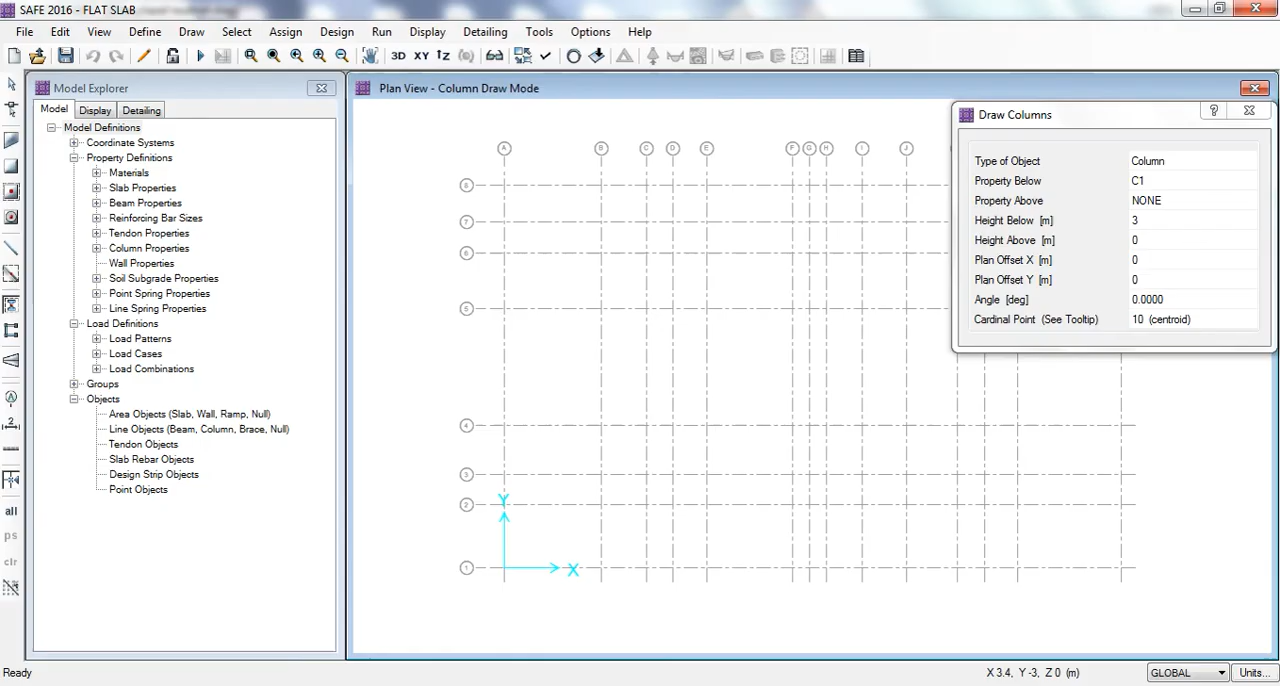 SAFE 2016 - FLAT SLAB
File Edit View Define Draw Select Assign Design Run Display Detailing Tools Options Help
3D XY YZ
Model Explorer
Model Display Detailing
Model Definitions
Coordinate Systems
Property Definitions
Materials
Slab Properties
Beam Properties
Reinforcing Bar Sizes
Tendon Properties
Column Properties
Wall Properties
Soil Subgrade Properties
Point Spring Properties
Line Spring Properties
Load Definitions
Load Patterns
Load Cases
Load Combinations
Groups
Objects
Area Objects (Slab, Wall, Ramp, Null)
Line Objects (Beam, Column, Brace, Null)
Tendon Objects
Slab Rebar Objects
Design Strip Objects
Point Objects
all
ps
clr
Plan View - Column Draw Mode
A B C D E F G H I J
8
7
6
5
4
3
2
1
Y
X
Draw Columns
Type of Object Column
Property Below C1
Property Above NONE
Height Below [m] 3
Height Above [m] 0
Plan Offset X [m] 0
Plan Offset Y [m] 0
Angle [deg] 0.0000
Cardinal Point (See Tooltip) 10 (centroid)
Ready
X 3.4, Y -3, Z 0 (m)
GLOBAL
Units...